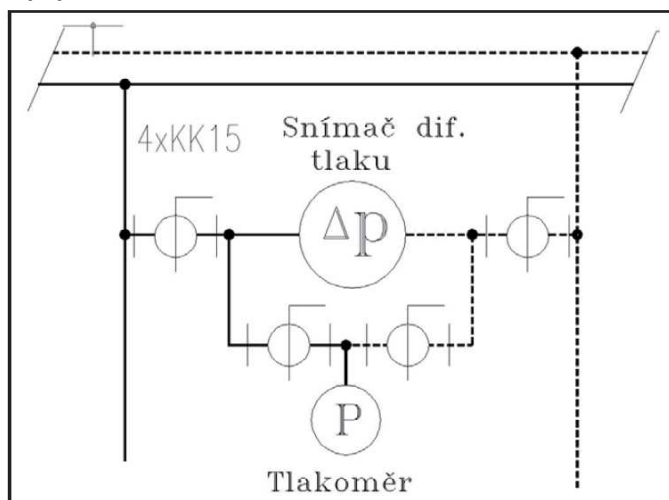 4xKK15
Snímač dif.
tlaku
Δp
P
Tlakoměr